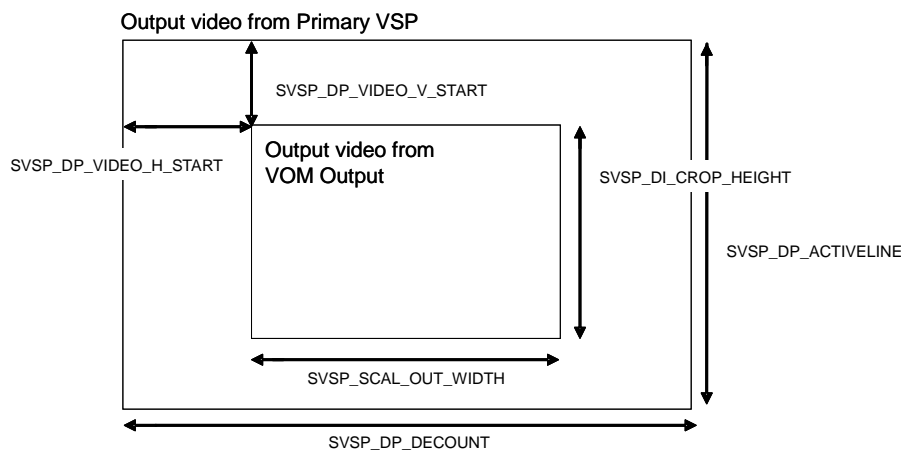 Output video from Primary VSP
SVSP_DP_VIDEO_V_START
Output video from
VOM Output
SVSP_DP_VIDEO_H_START
SVSP_DI_CROP_HEIGHT
SVSP_DP_ACTIVELINE
SVSP_SCAL_OUT_WIDTH
SVSP_DP_DECOUNT